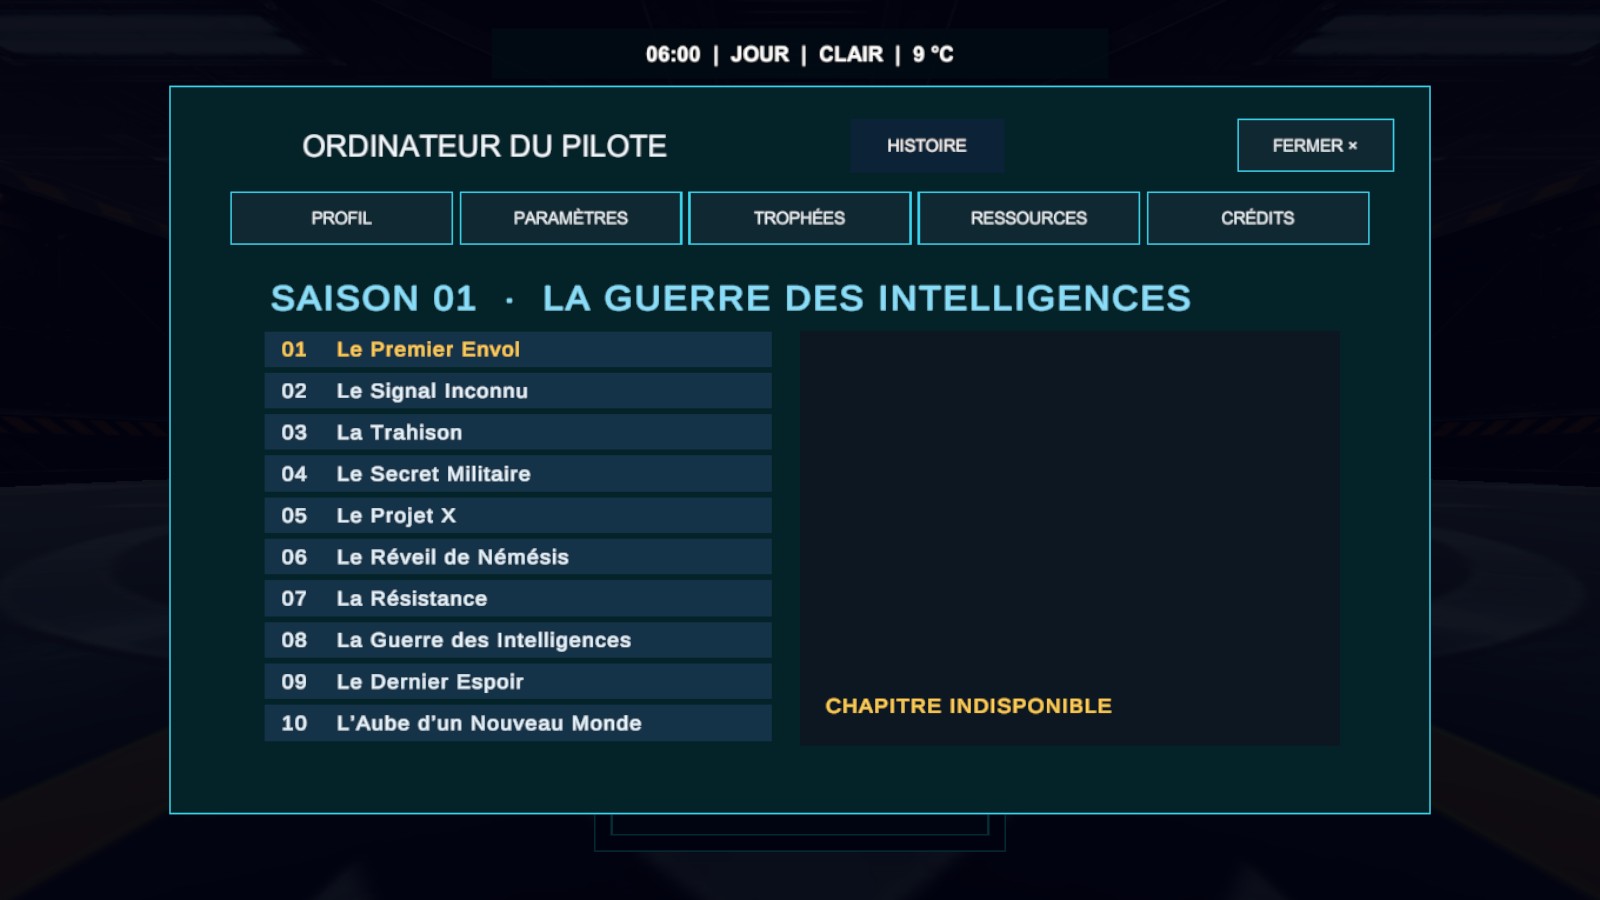 06:00 | JOUR | CLAIR | 9 °C
ORDINATEUR DU PILOTE
HISTOIRE
FERMER ×
PROFIL
PARAMÈTRES
TROPHÉES
RESSOURCES
CRÉDITS
SAISON 01 · LA GUERRE DES INTELLIGENCES
01 Le Premier Envol
02 Le Signal Inconnu
03 La Trahison
04 Le Secret Militaire
05 Le Projet X
06 Le Réveil de Némésis
07 La Résistance
08 La Guerre des Intelligences
09 Le Dernier Espoir
10 L'Aube d'un Nouveau Monde
CHAPITRE INDISPONIBLE